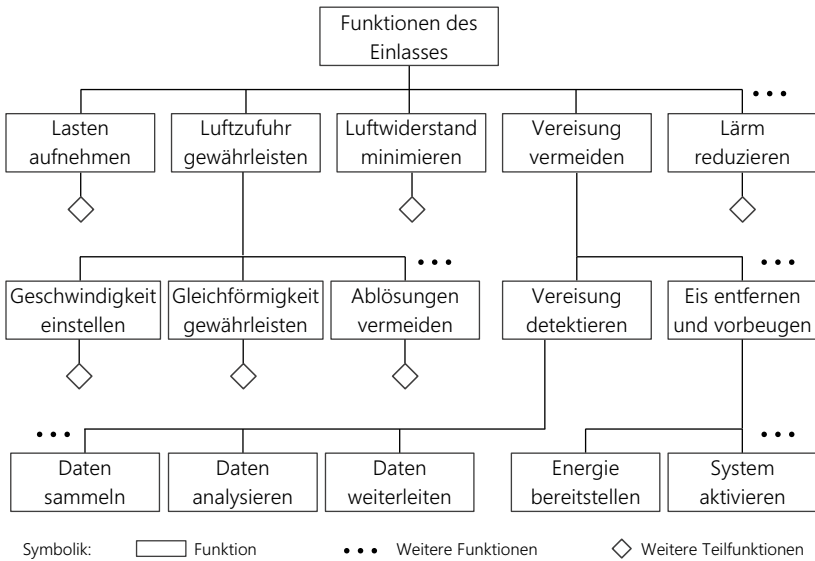 Funktionen des
Einlasses
• • •
Lasten
aufnehmen
Luftzufuhr
gewährleisten
Luftwiderstand
minimieren
Vereisung
vermeiden
Lärm
reduzieren
• • •
• • •
Geschwindigkeit
einstellen
Gleichförmigkeit
gewährleisten
Ablösungen
vermeiden
Vereisung
detektieren
Eis entfernen
und vorbeugen
• • •
• • •
Daten
sammeln
Daten
analysieren
Daten
weiterleiten
Energie
bereitstellen
System
aktivieren
Symbolik: Funktion • • • Weitere Funktionen Weitere Teilfunktionen